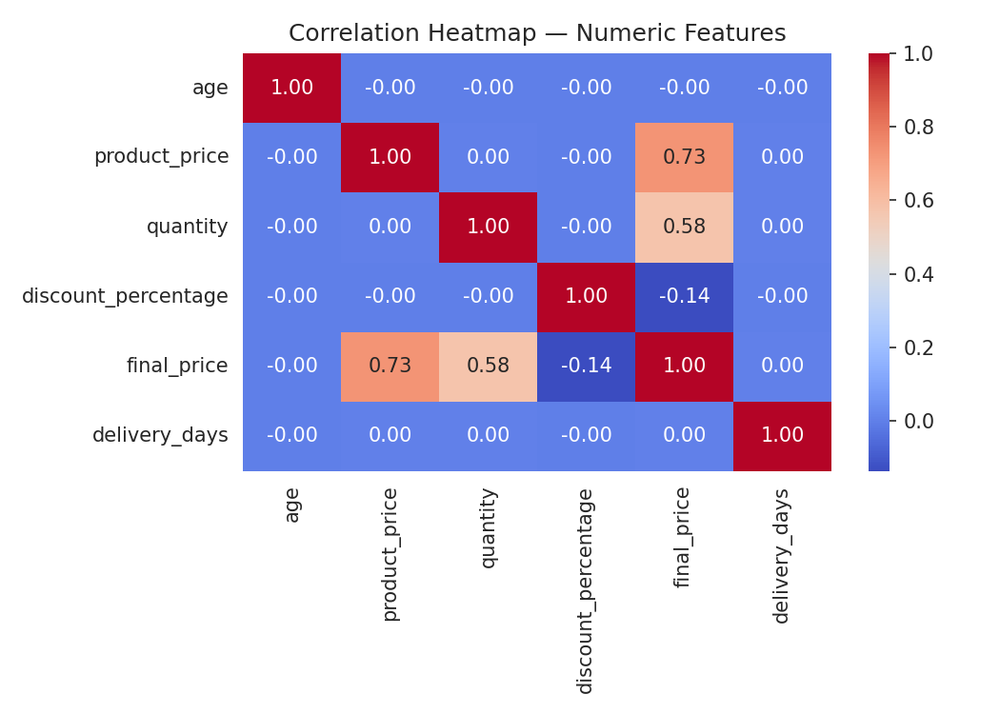 Correlation Heatmap — Numeric Features
age 1.00 -0.00 -0.00 -0.00 -0.00 -0.00
product_price -0.00 1.00 0.00 -0.00 0.73 0.00
quantity -0.00 0.00 1.00 -0.00 0.58 0.00
discount_percentage -0.00 -0.00 -0.00 1.00 -0.14 -0.00
final_price -0.00 0.73 0.58 -0.14 1.00 0.00
delivery_days -0.00 0.00 0.00 -0.00 0.00 1.00
age
product_price
quantity
discount_percentage
final_price
delivery_days
1.0
0.8
0.6
0.4
0.2
0.0